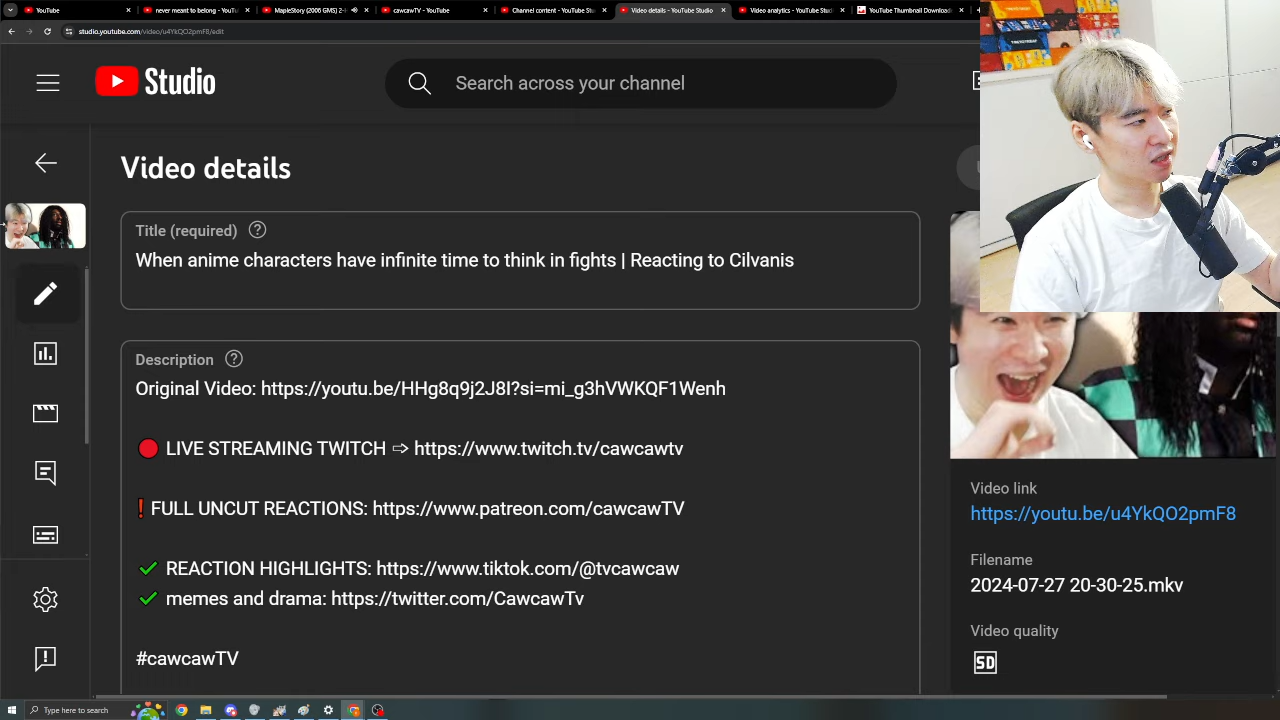 YouTube
never meant to belong - YouTu
MapleStory (2006 GMS) 2-
cawcawTV - YouTube
Channel content - YouTube Stu
Video details - YouTube Studio
Video analytics - YouTube Stud
YouTube Thumbnail Download
studio.youtube.com/video/u4YkQO2pmF8/edit
Studio
Search across your channel
Video details
Title (required)
When anime characters have infinite time to think in fights | Reacting to Cilvanis
Description
Original Video: https://youtu.be/HHg8q9j2J8I?si=mi_g3hVWKQF1Wenh
🔴 LIVE STREAMING TWITCH ➩ https://www.twitch.tv/cawcawtv
❗ FULL UNCUT REACTIONS: https://www.patreon.com/cawcawTV
✅ REACTION HIGHLIGHTS: https://www.tiktok.com/@tvcawcaw
✅ memes and drama: https://twitter.com/CawcawTv
#cawcawTV
Video link
https://youtu.be/u4YkQO2pmF8
Filename
2024-07-27 20-30-25.mkv
Video quality
SD
Type here to search